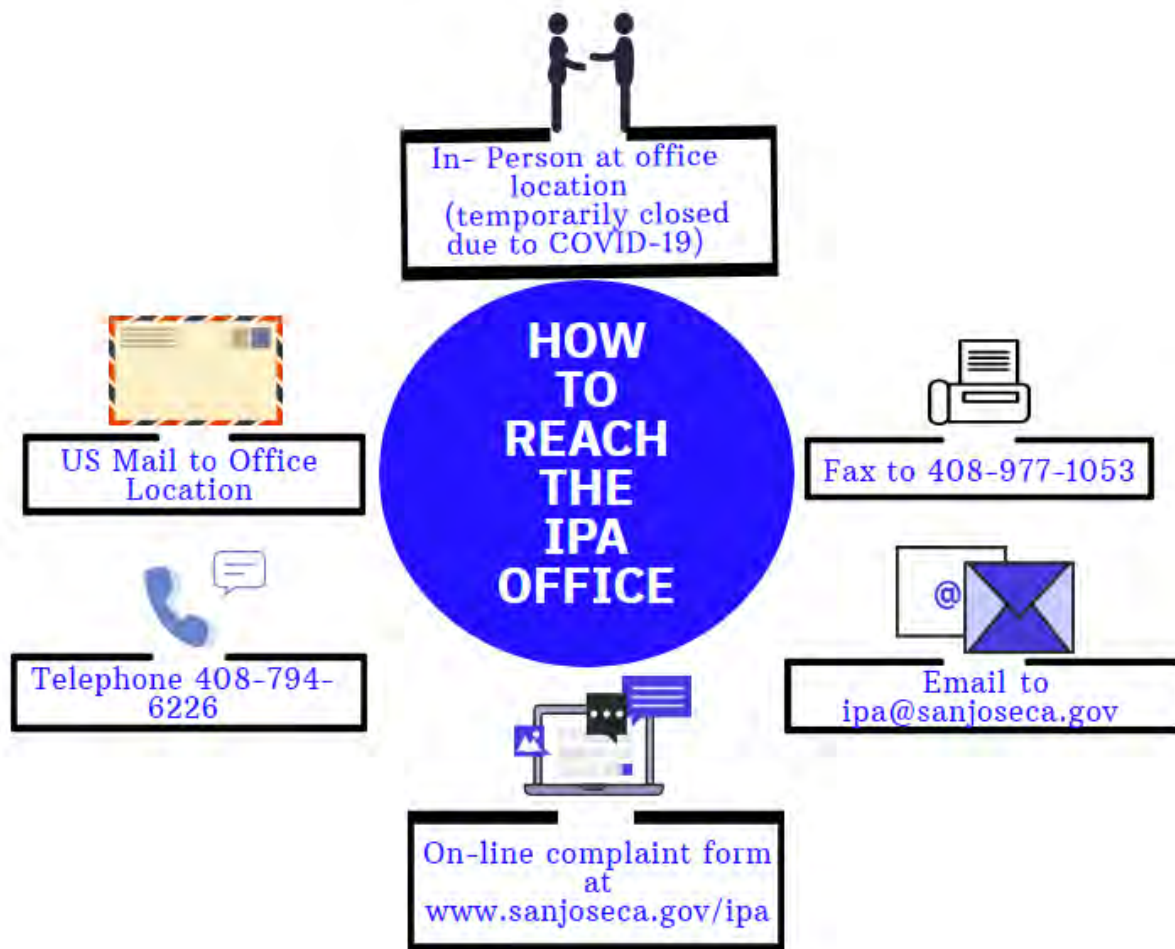 In- Person at office
location
(temporarily closed
due to COVID-19)
HOW
TO
REACH
THE
IPA
OFFICE
US Mail to Office
Location
Fax to 408-977-1053
@
Telephone 408-794-
6226
Email to
ipa@sanjoseca.gov
On-line complaint form
at
www.sanjoseca.gov/ipa